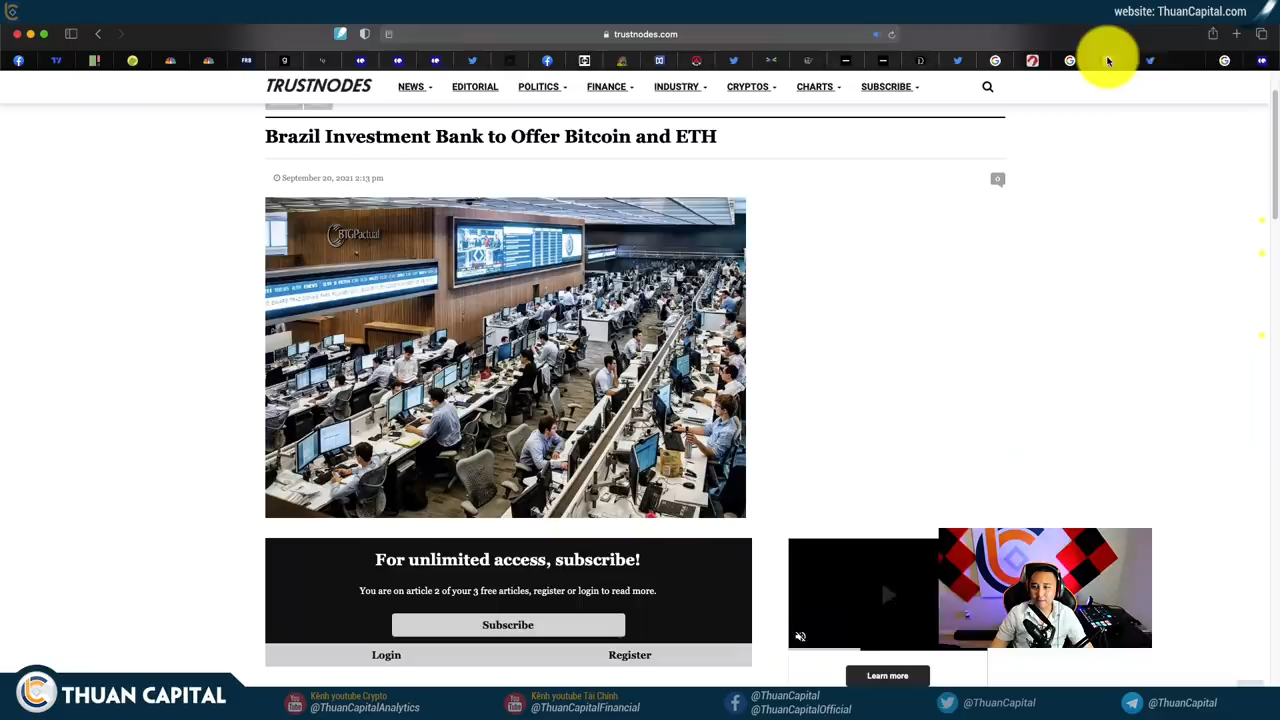 website: ThuanCapital.com
trustnodes.com
TRUSTNODES
NEWS
EDITORIAL
POLITICS
FINANCE
INDUSTRY
CRYPTOS
CHARTS
SUBSCRIBE
Brazil Investment Bank to Offer Bitcoin and ETH
September 20, 2021 2:13 pm
0
BTGPactual
For unlimited access, subscribe!
You are on article 2 of your 3 free articles, register or login to read more.
Subscribe
Login
Register
Learn more
THUAN CAPITAL
Kênh youtube Crypto
@ThuanCapitalAnalytics
Kênh youtube Tài Chính
@ThuanCapitalFinancial
@ThuanCapital
@ThuanCapitalOfficial
@ThuanCapital
@ThuanCapital